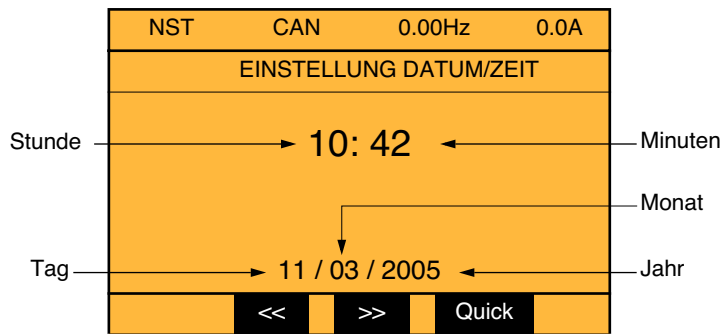 NST CAN 0.00Hz 0.0A
EINSTELLUNG DATUM/ZEIT
Stunde 10: 42 Minuten
Monat
Tag 11 / 03 / 2005 Jahr
<< >> Quick